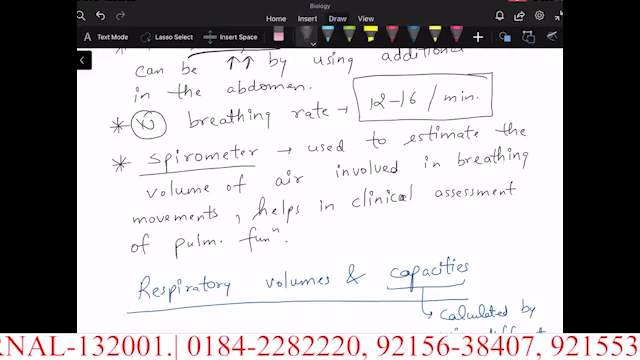 Biology
Home Insert Draw View
Text Mode Lasso Select Insert Space
can be ↑↑ by using additional
in the abdomen.
* breathing rate → 12-16 / min.
* Spirometer → used to estimate the
volume of air involved in breathing
movements, helps in clinical assessment
of pulm. funⁿ.
Respiratory volumes & capacities
↳ calculated by
RNAL-132001.| 0184-2282220, 92156-38407, 921553